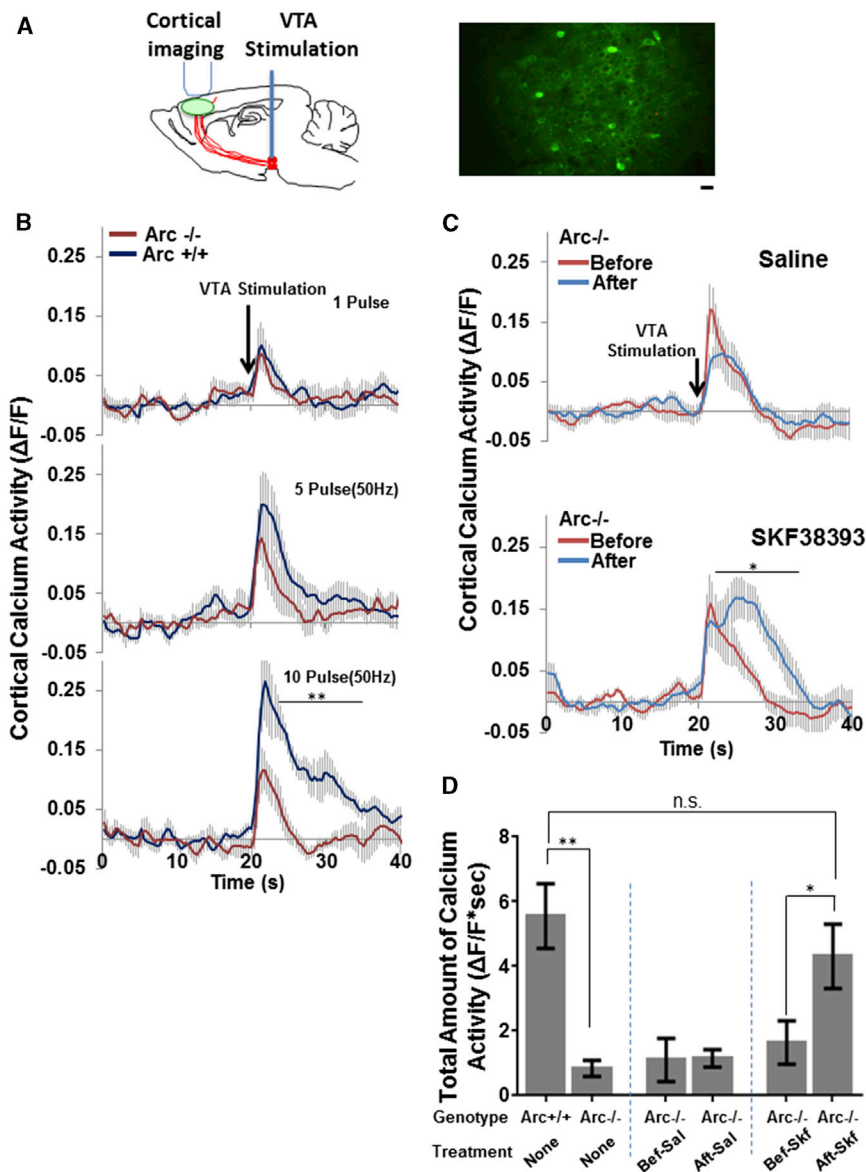 A
Cortical imaging
VTA Stimulation
B
Arc -/-
Arc +/+
VTA Stimulation
1 Pulse
0.25
0.15
0.05
-0.05
5 Pulse(50Hz)
0.25
0.15
0.05
-0.05
10 Pulse(50Hz)
**
0.25
0.15
0.05
-0.05
0 10 20 30 40
Time (s)
Cortical Calcium Activity (ΔF/F)
C
Arc-/-
Before
After
Saline
VTA Stimulation
0.25
0.15
0.05
-0.05
Arc-/-
Before
After
SKF38393
*
0.25
0.15
0.05
-0.05
0 10 20 30 40
Time (s)
Cortical Calcium Activity (ΔF/F)
D
n.s.
**
*
8
6
4
2
0
Total Amount of Calcium Activity (ΔF/F*sec)
Genotype Arc+/+ Arc-/- Arc-/- Arc-/- Arc-/- Arc-/-
Treatment None None Bef-Sal Aft-Sal Bef-Skf Aft-Skf